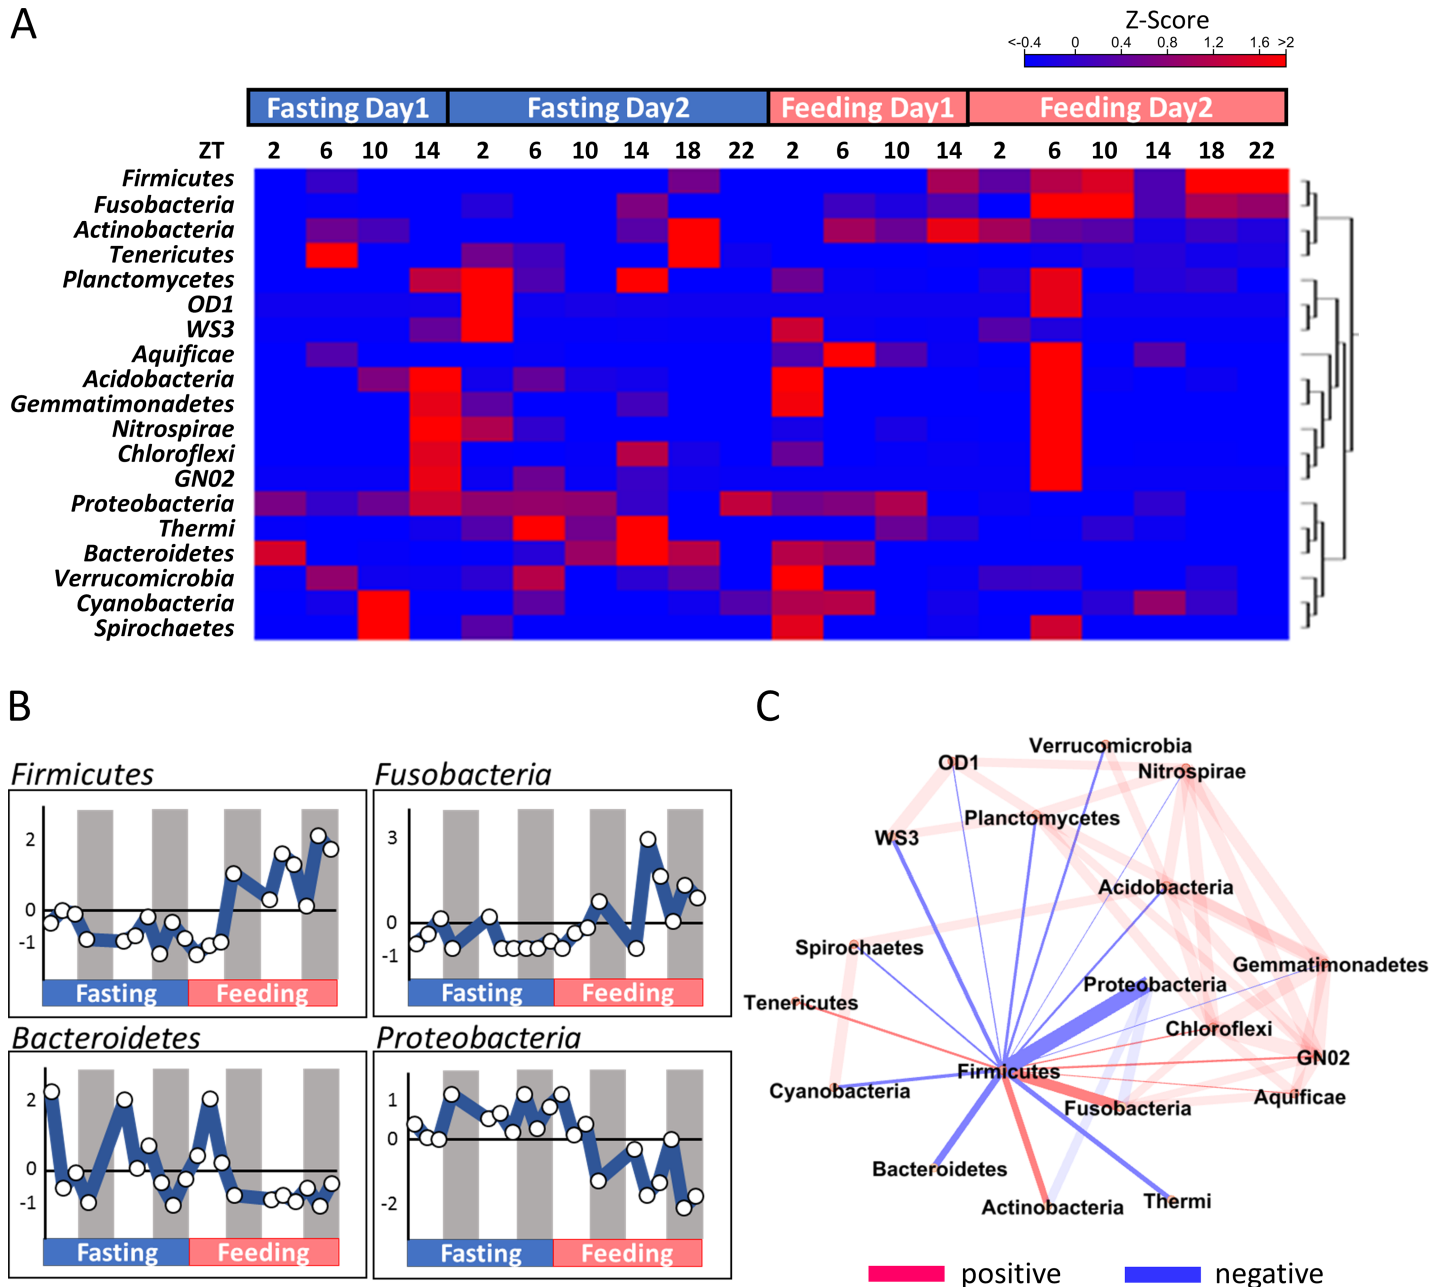 A
Z-Score
<-0.4 0 0.4 0.8 1.2 1.6 >2
Fasting Day1 Fasting Day2 Feeding Day1 Feeding Day2
ZT 2 6 10 14 2 6 10 14 18 22 2 6 10 14 2 6 10 14 18 22
Firmicutes
Fusobacteria
Actinobacteria
Tenericutes
Planctomycetes
OD1
WS3
Aquificae
Acidobacteria
Gemmatimonadetes
Nitrospirae
Chloroflexi
GN02
Proteobacteria
Thermi
Bacteroidetes
Verrucomicrobia
Cyanobacteria
Spirochaetes
B
Firmicutes
2
0
-1
Fasting Feeding
Fusobacteria
3
0
-1
Fasting Feeding
Bacteroidetes
2
0
-1
Fasting Feeding
Proteobacteria
1
0
-2
Fasting Feeding
C
Verrucomicrobia
OD1
Nitrospirae
Planctomycetes
WS3
Acidobacteria
Spirochaetes
Gemmatimonadetes
Proteobacteria
Tenericutes
Chloroflexi
GN02
Firmicutes
Cyanobacteria
Aquificae
Fusobacteria
Bacteroidetes
Thermi
Actinobacteria
positive negative